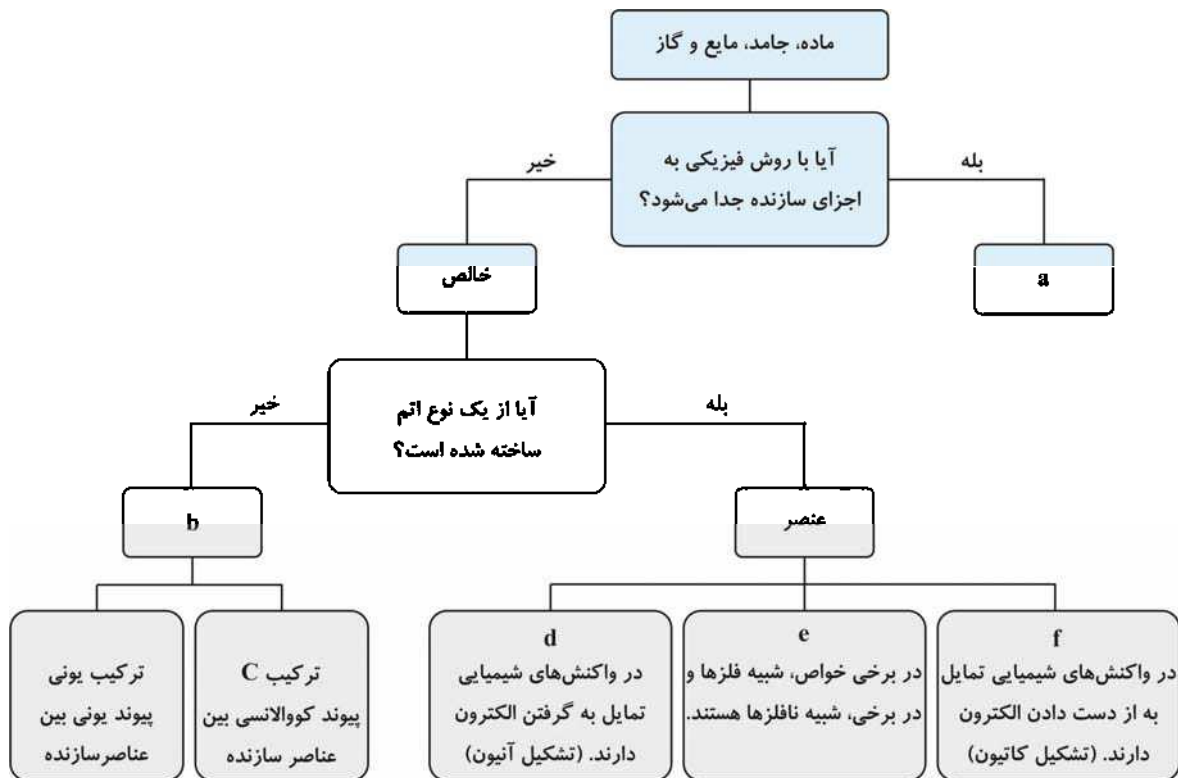 ماده، جامد، مایع و گاز
آیا با روش فیزیکی به
اجزای سازنده جدا می‌شود؟
بله
خیر
a
خالص
آیا از یک نوع اتم
ساخته شده است؟
بله
خیر
عنصر
b
f
در واکنش‌های شیمیایی تمایل
به از دست دادن الکترون
دارند. (تشکیل کاتیون)
e
در برخی خواص، شبیه فلزها و
در برخی، شبیه نافلزها هستند.
d
در واکنش‌های شیمیایی
تمایل به گرفتن الکترون
دارند. (تشکیل آنیون)
ترکیب C
پیوند کووالانسی بین
عناصر سازنده
ترکیب یونی
پیوند یونی بین
عناصرسازنده